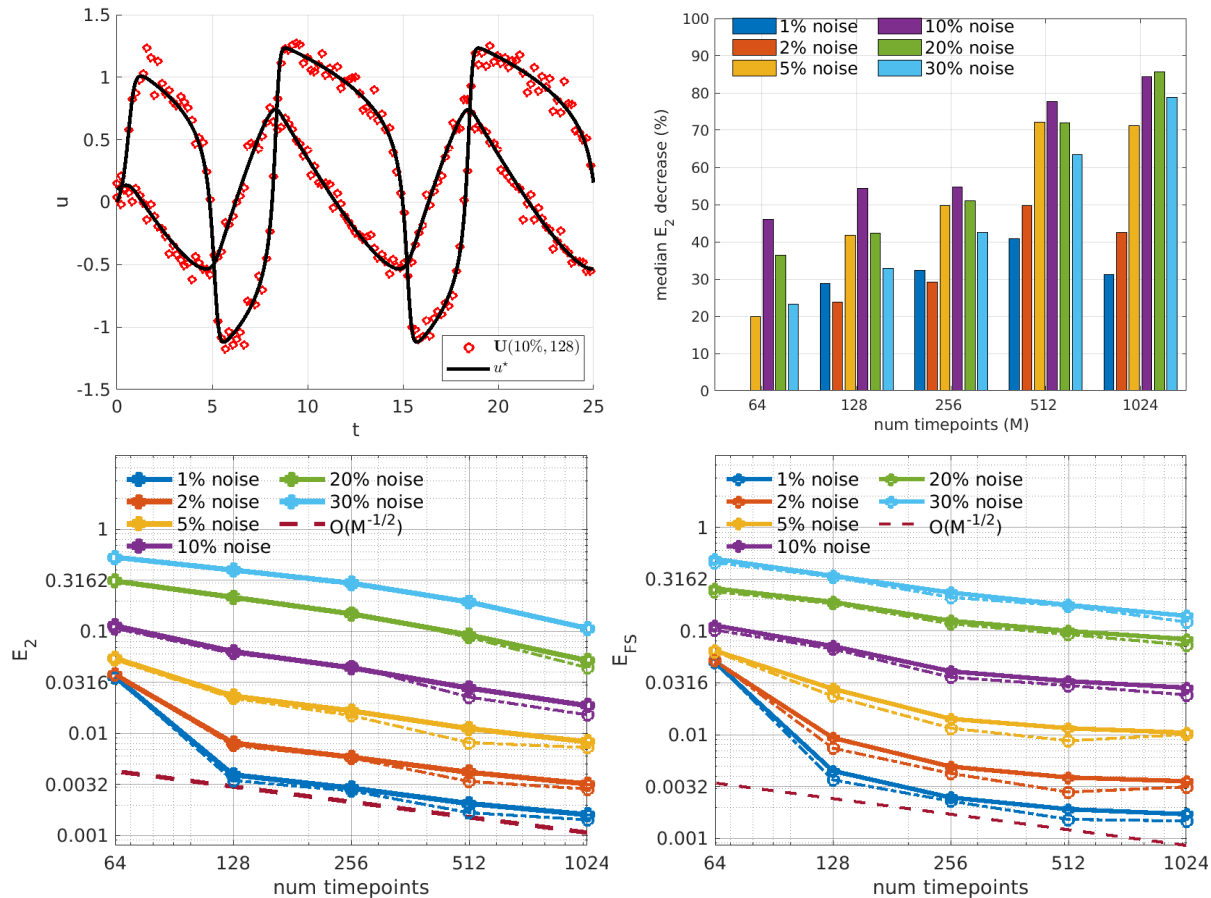 1.5
1
0.5
0
-0.5
-1
-1.5
u
0 5 10 15 20 25
t
U(10%, 128)
u*
100
90
80
70
60
50
40
30
20
10
0
median E2 decrease (%)
1% noise 10% noise
2% noise 20% noise
5% noise 30% noise
64 128 256 512 1024
num timepoints (M)
1% noise 20% noise
2% noise 30% noise
5% noise O(M^-1/2)
10% noise
1
0.3162
0.1
0.0316
0.01
0.0032
0.001
E2
64 128 256 512 1024
num timepoints
1% noise 20% noise
2% noise 30% noise
5% noise O(M^-1/2)
10% noise
1
0.3162
0.1
0.0316
0.01
0.0032
0.001
EFS
64 128 256 512 1024
num timepoints